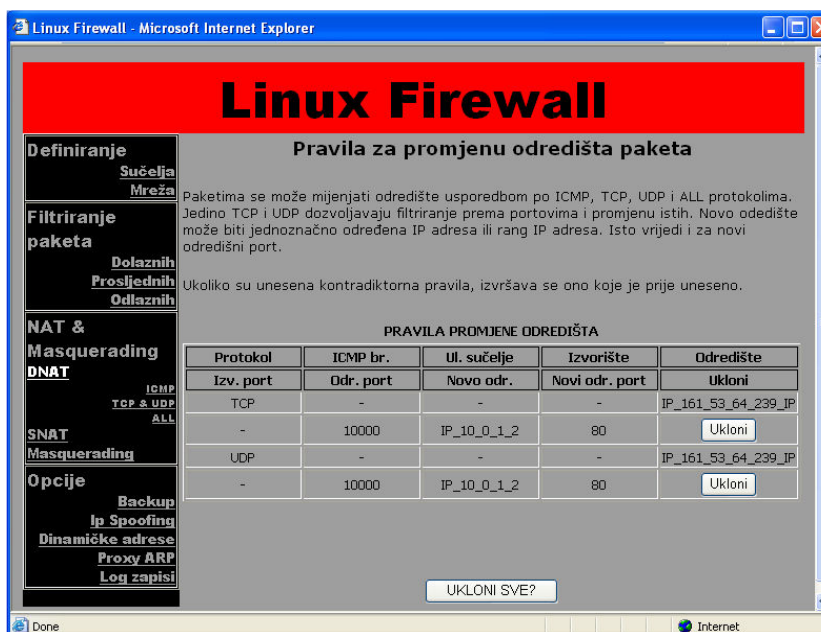 Linux Firewall - Microsoft Internet Explorer
Linux Firewall
Definiranje
Sučelja
Mreža
Filtriranje
paketa
Dolaznih
Prosljednih
Odlaznih
NAT &
Masquerading
DNAT
ICMP
TCP & UDP
ALL
SNAT
Masquerading
Opcije
Backup
Ip Spoofing
Dinamičke adrese
Proxy ARP
Log zapisi
Pravila za promjenu odredišta paketa
Paketima se može mijenjati odredište usporedbom po ICMP, TCP, UDP i ALL protokolima.
Jedino TCP i UDP dozvoljavaju filtriranje prema portovima i promjenu istih. Novo odedište
može biti jednoznačno određena IP adresa ili rang IP adresa. Isto vrijedi i za novi
odredišni port.
Ukoliko su unesena kontradiktorna pravila, izvršava se ono koje je prije uneseno.
PRAVILA PROMJENE ODREDIŠTA
Protokol ICMP br. Ul. sučelje Izvorište Odredište
Izv. port Odr. port Novo odr. Novi odr. port Ukloni
TCP - - - IP_161_53_64_239_IP
- 10000 IP_10_0_1_2 80 Ukloni
UDP - - - IP_161_53_64_239_IP
- 10000 IP_10_0_1_2 80 Ukloni
UKLONI SVE?
Done Internet